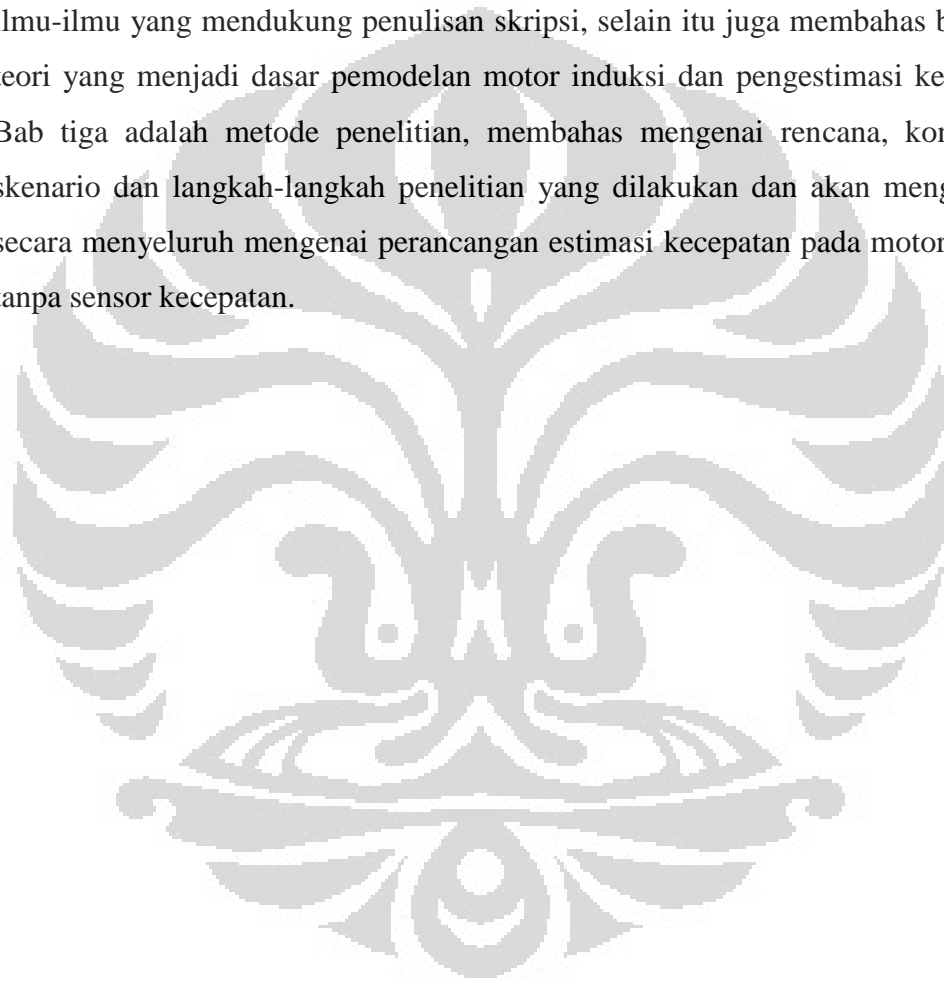 ilmu-ilmu yang mendukung penulisan skripsi, selain itu juga membahas
teori yang menjadi dasar pemodelan motor induksi dan pengestimasi
Bab tiga adalah metode penelitian, membahas mengenai rencana,
skenario dan langkah-langkah penelitian yang dilakukan dan akan
secara menyeluruh mengenai perancangan estimasi kecepatan pada motor
tanpa sensor kecepatan.